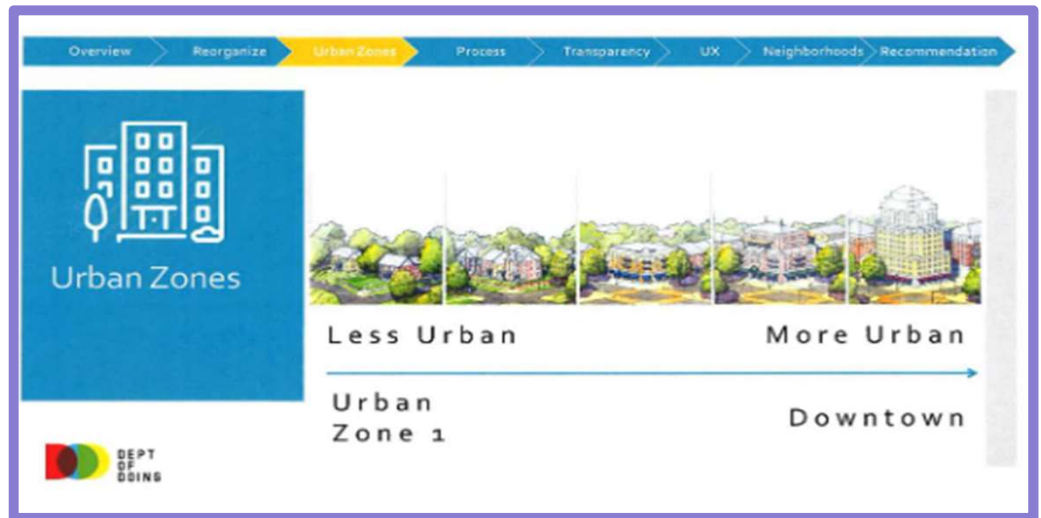 Overview Reorganize Urban Zones Process Transparency UX Neighborhoods Recommendation
Urban Zones
Less Urban More Urban
Urban Downtown
Zone 1
DEPT
OF
DOING